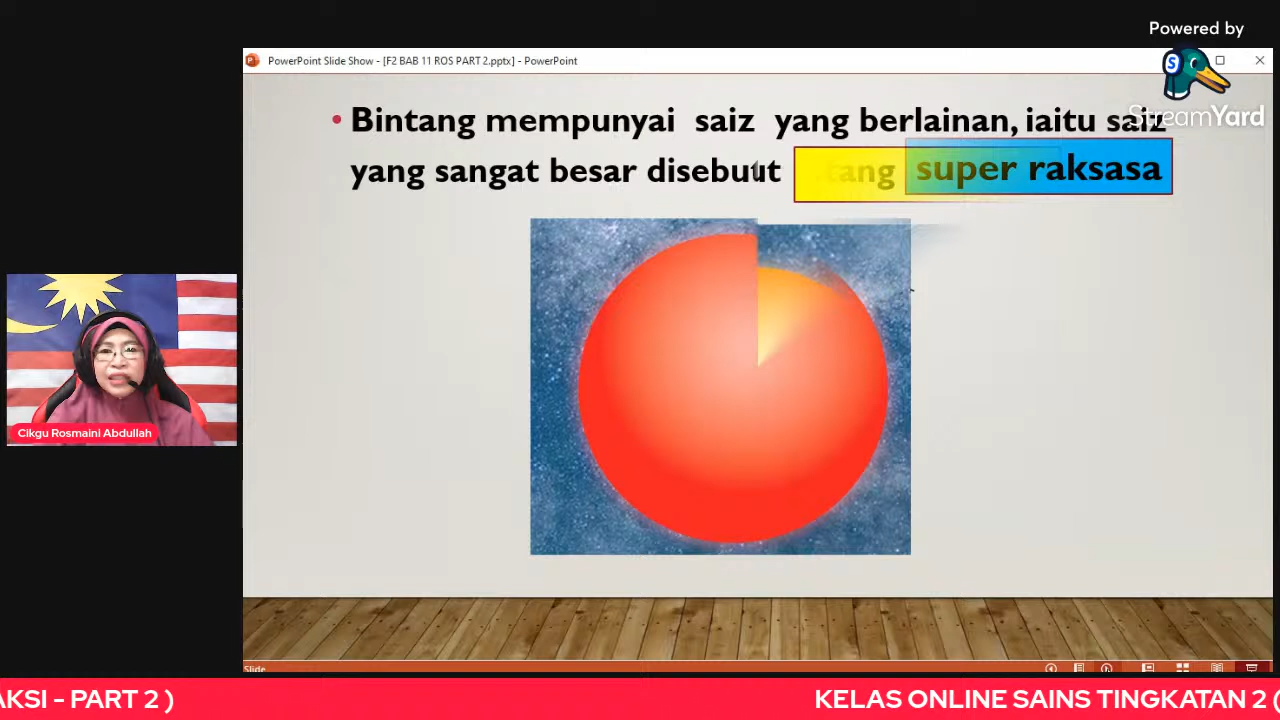 Powered by
StreamYard
PowerPoint Slide Show - [F2 BAB 11 ROS PART 2.pptx] - PowerPoint
• Bintang mempunyai saiz yang berlainan, iaitu saiz
yang sangat besar disebut super raksasa
Cikgu Rosmaini Abdullah
Slide
AKSI - PART 2 )
KELAS ONLINE SAINS TINGKATAN 2 (